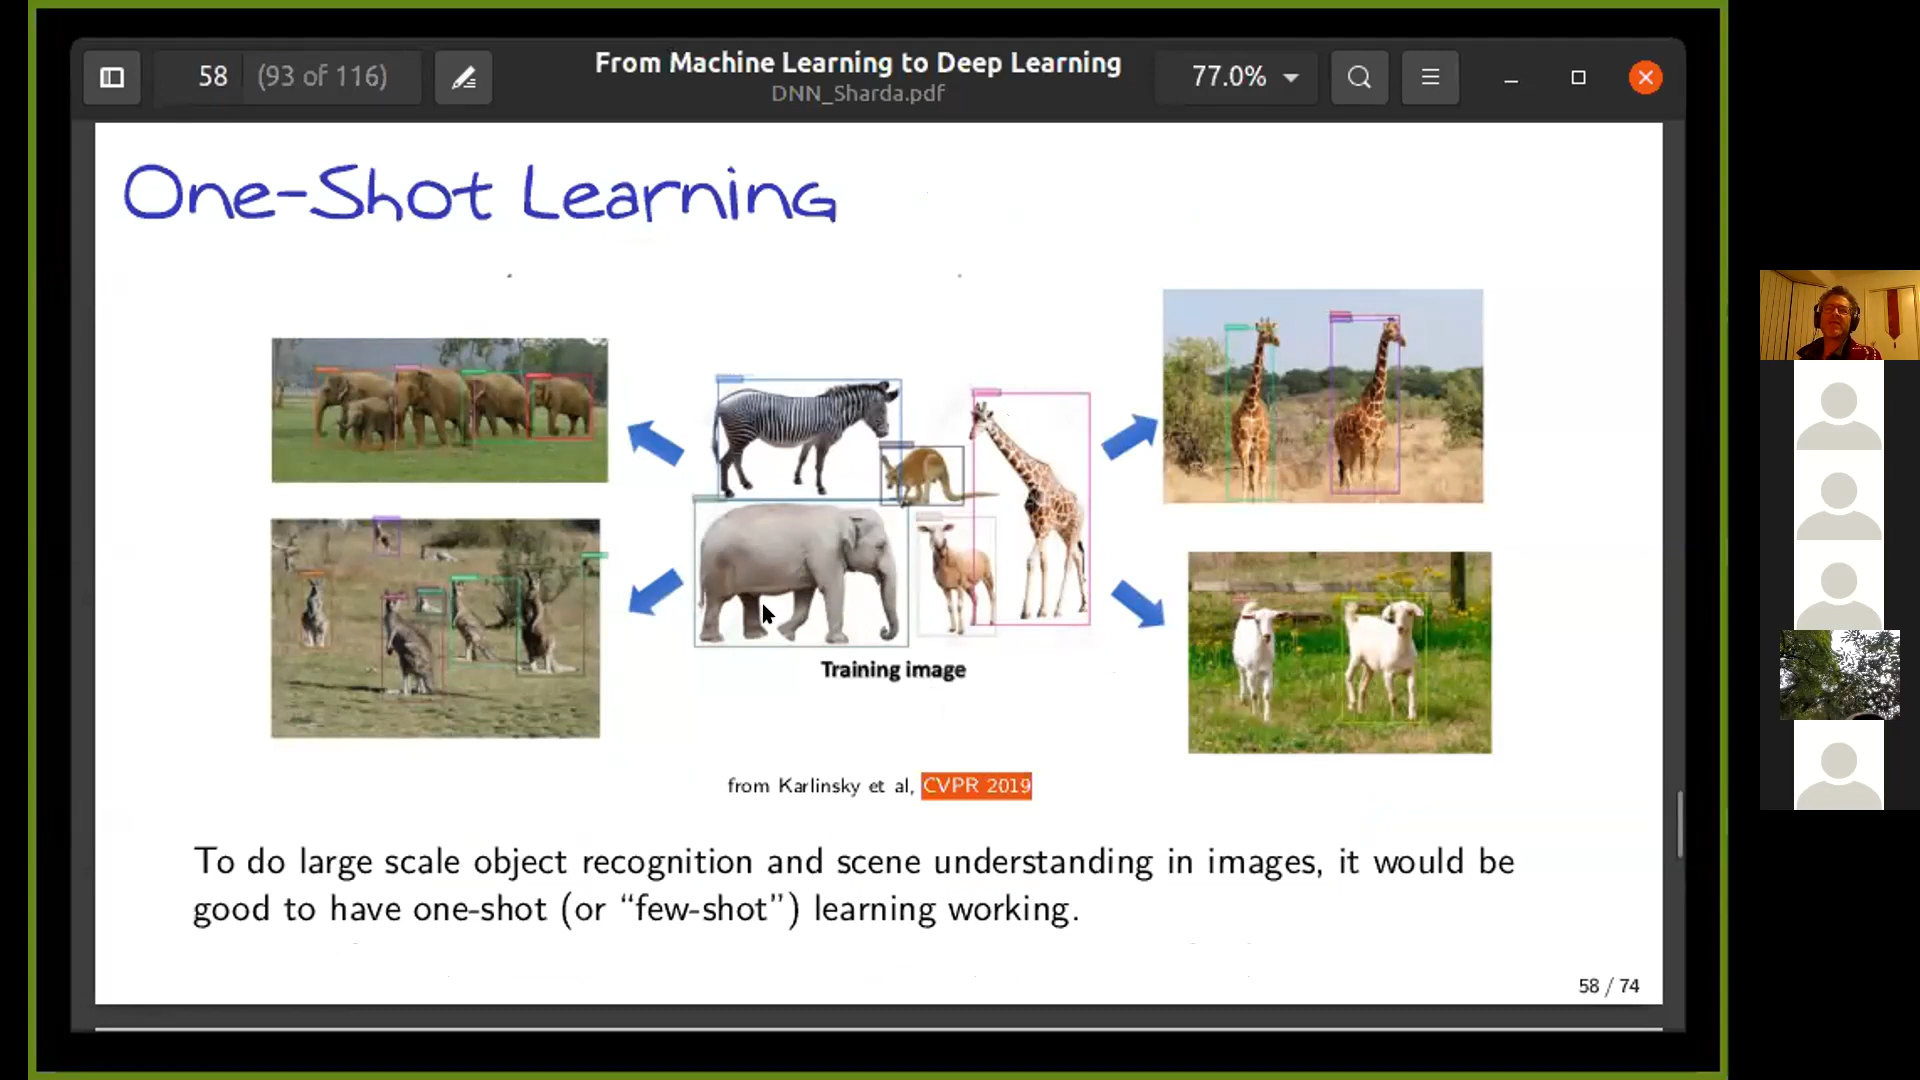 58 (93 of 116)
From Machine Learning to Deep Learning
DNN_Sharda.pdf
77.0%
One-Shot Learning
Training image
from Karlinsky et al, CVPR 2019
To do large scale object recognition and scene understanding in images, it would be
good to have one-shot (or “few-shot”) learning working.
58 / 74